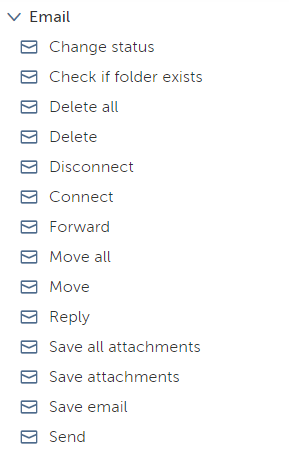 Email
Change status
Check if folder exists
Delete all
Delete
Disconnect
Connect
Forward
Move all
Move
Reply
Save all attachments
Save attachments
Save email
Send